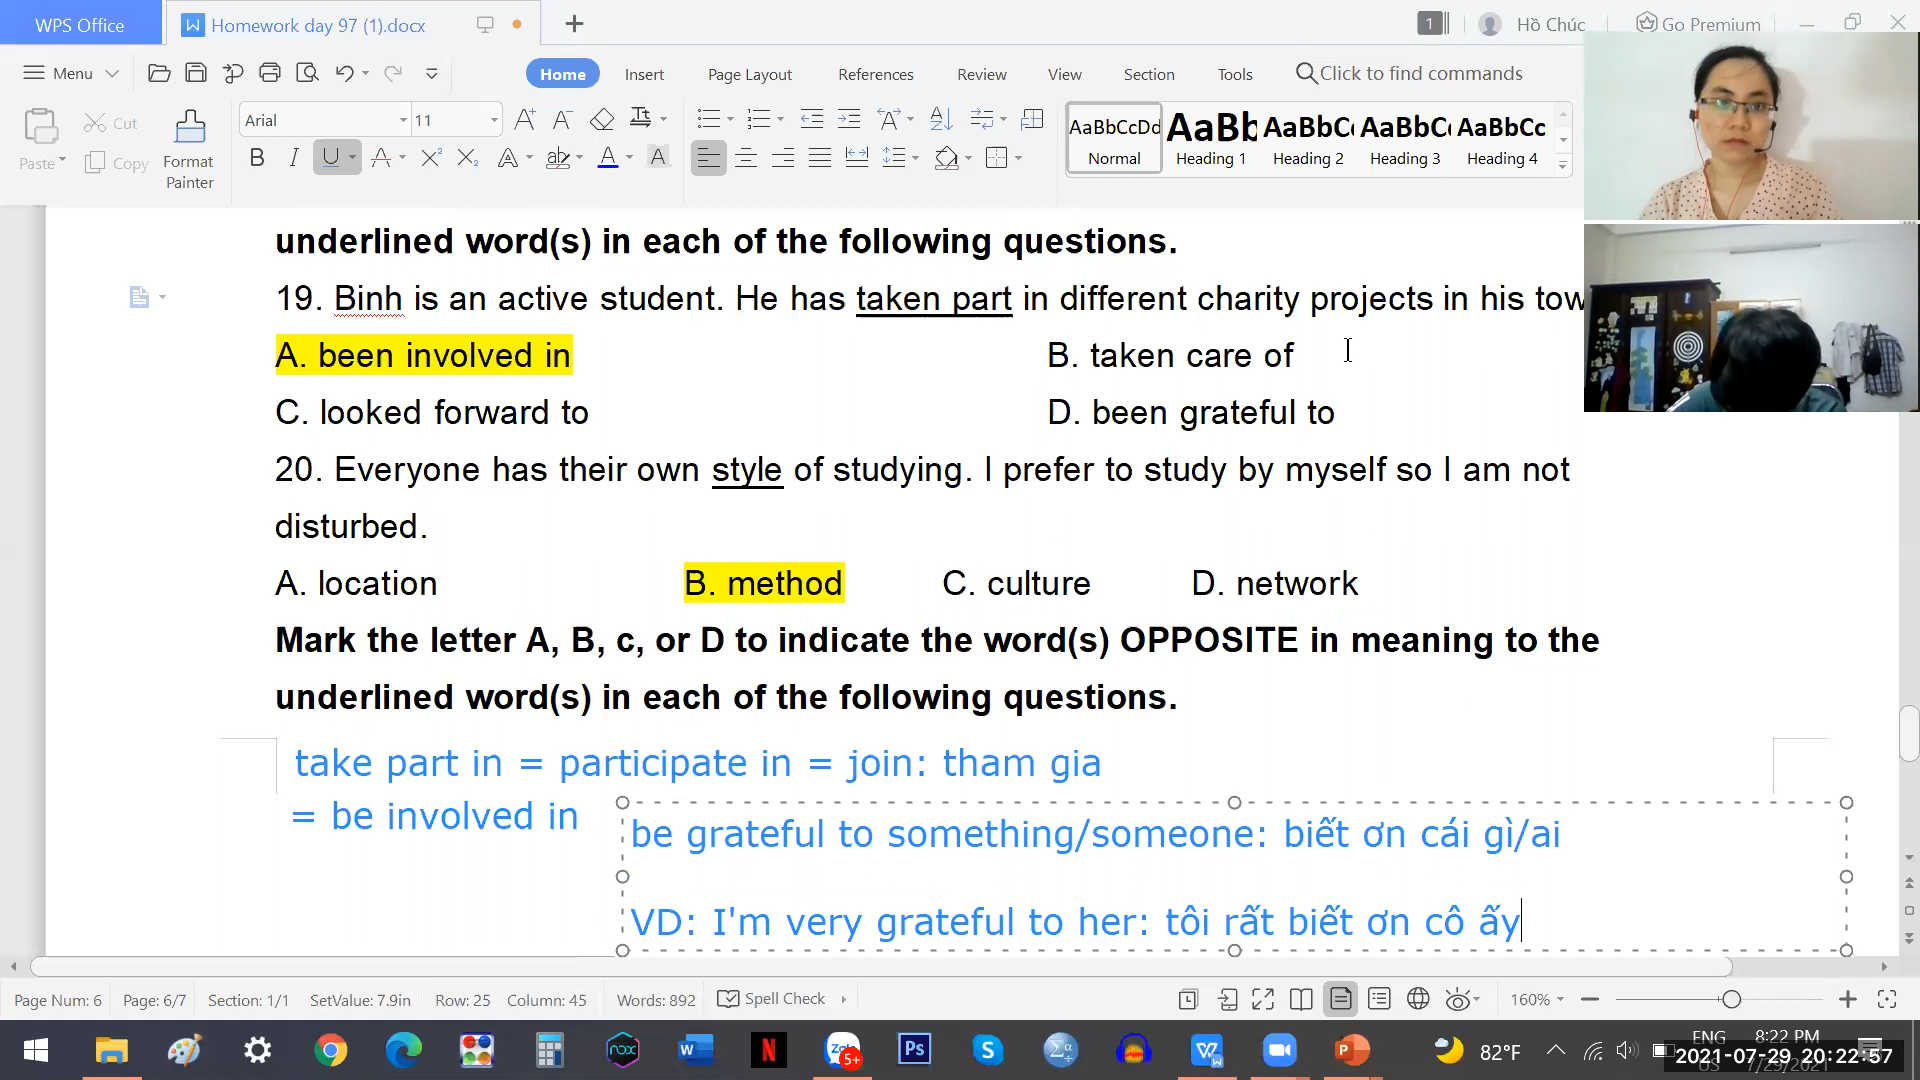 WPS Office
Homework day 97 (1).docx
1
Hồ Chúc
Go Premium
Menu
Home
Insert
Page Layout
References
Review
View
Section
Tools
Click to find commands
Paste
Cut
Copy
Format
Painter
Arial
11
AaBbCcDd
Normal
AaBb
Heading 1
AaBbC
Heading 2
AaBbC
Heading 3
AaBbCc
Heading 4
underlined word(s) in each of the following questions.
19. Binh is an active student. He has taken part in different charity projects in his tow
A. been involved in
B. taken care of
C. looked forward to
D. been grateful to
20. Everyone has their own style of studying. I prefer to study by myself so I am not
disturbed.
A. location
B. method
C. culture
D. network
Mark the letter A, B, c, or D to indicate the word(s) OPPOSITE in meaning to the
underlined word(s) in each of the following questions.
take part in = participate in = join: tham gia
= be involved in
be grateful to something/someone: biết ơn cái gì/ai
VD: I'm very grateful to her: tôi rất biết ơn cô ấy
Page Num: 6
Page: 6/7
Section: 1/1
SetValue: 7.9in
Row: 25
Column: 45
Words: 892
Spell Check
160%
82°F
ENG
8:22 PM
2021-07-29 20:22:57